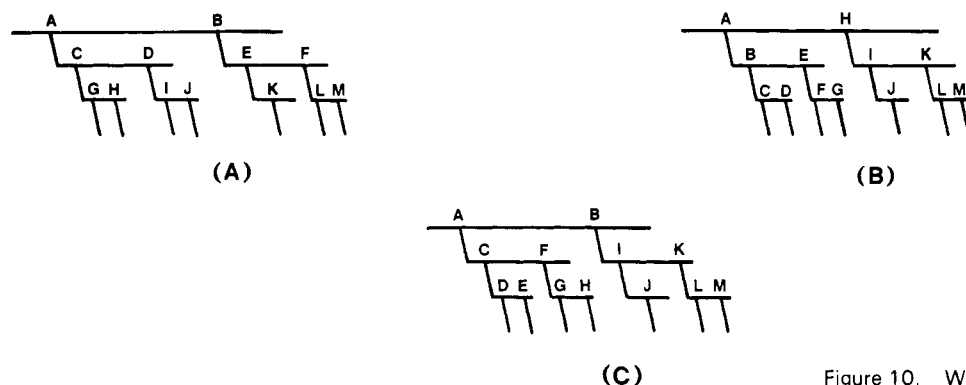 A B
C D E F
G H I J K L M
(A)
A H
B E I K
C D F G J L M
(B)
A B
C F I K
D E G H J L M
(C)
Figure 10. W